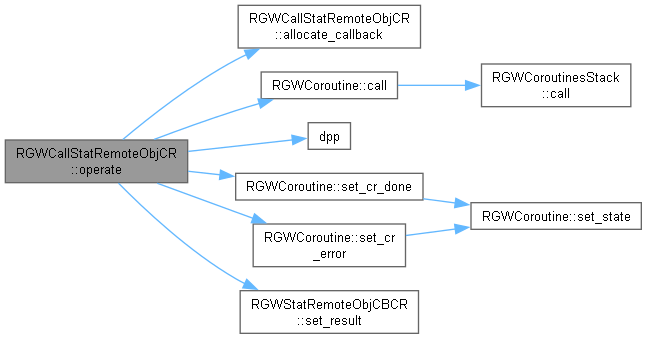 RGWCallStatRemoteObjCR
::allocate_callback
RGWCoroutine::call
RGWCoroutinesStack
::call
dpp
RGWCallStatRemoteObjCR
::operate
RGWCoroutine::set_cr_done
RGWCoroutine::set_state
RGWCoroutine::set_cr
_error
RGWStatRemoteObjCBCR
::set_result